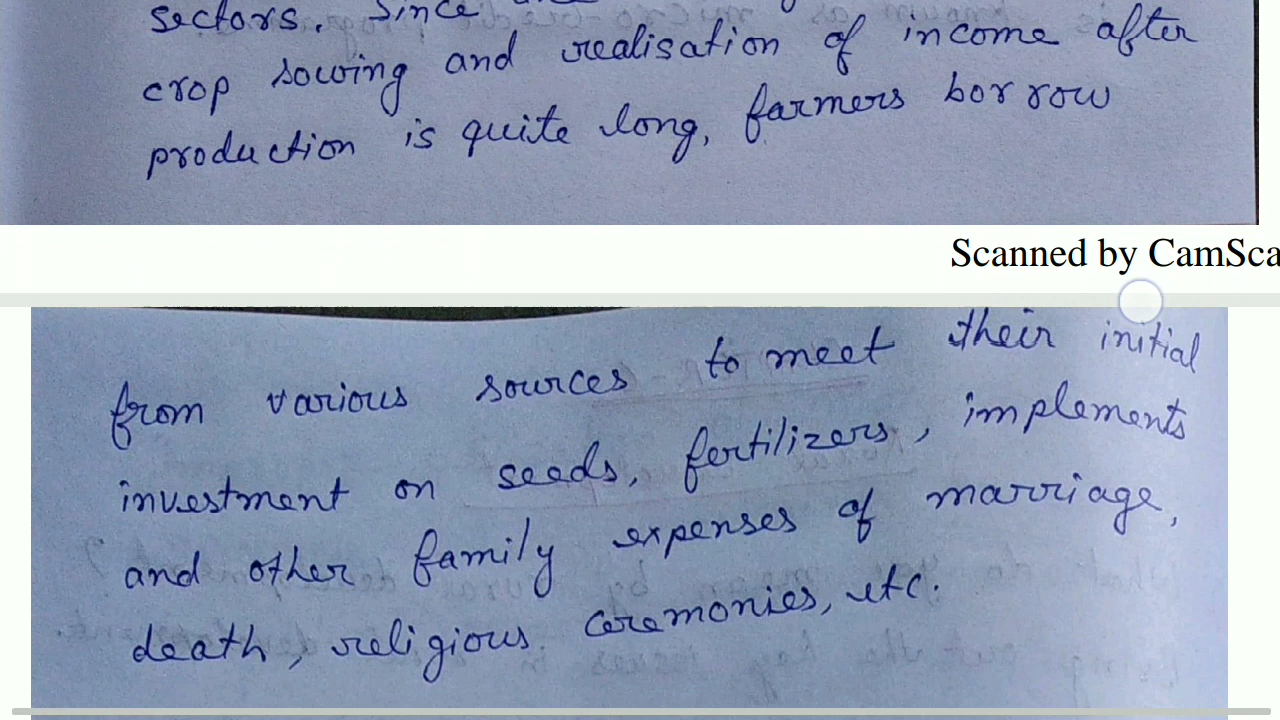 sectors. Since
crop sowing and realisation of income after
production is quite long, farmers borrow
Scanned by CamSca
from various sources to meet their initial
investment on seeds, fertilizers, implements
and other family expenses of marriage,
death, religious ceremonies, etc.